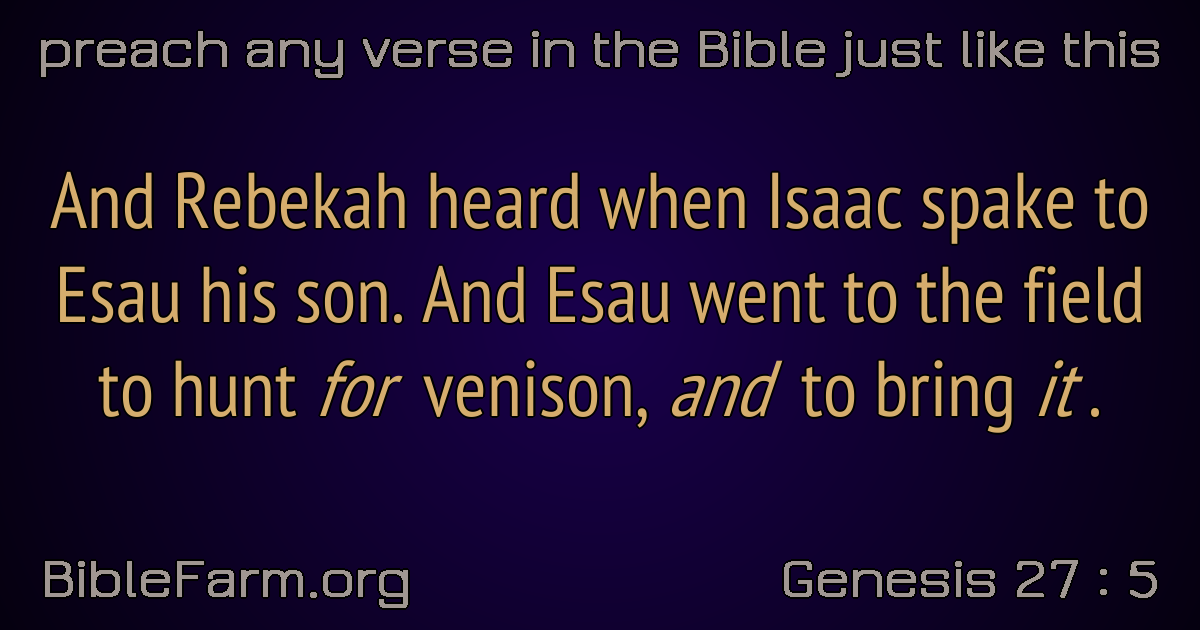 preach any verse in the Bible just like this
And Rebekah heard when Isaac spake to
Esau his son. And Esau went to the field
to hunt for venison, and to bring it .
BibleFarm.org
Genesis 27 : 5